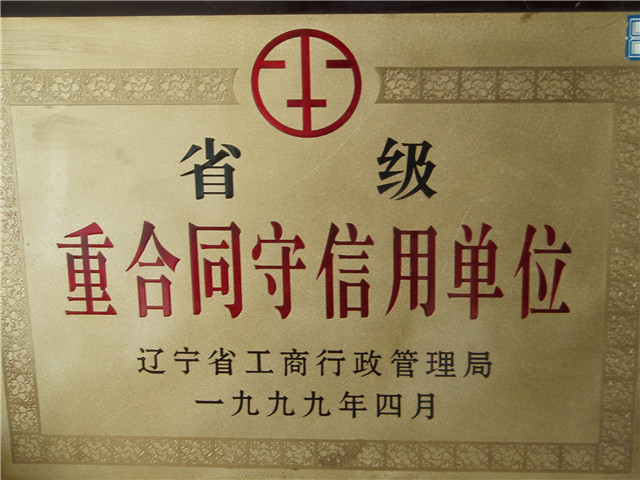 省级
重合同守信用单位
辽宁省工商行政管理局
一九九九年四月